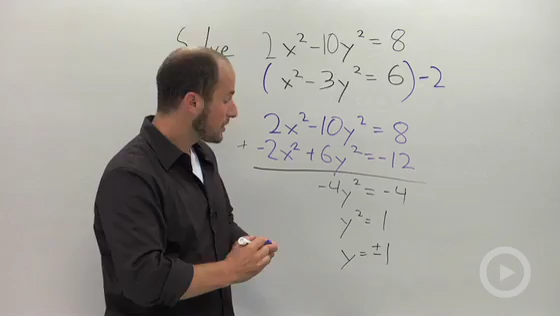 Solve 2x² - 10y² = 8
(x² - 3y² = 6) -2
2x² - 10y² = 8
+ -2x² + 6y² = -12
-4y² = -4
y² = 1
y = ±1